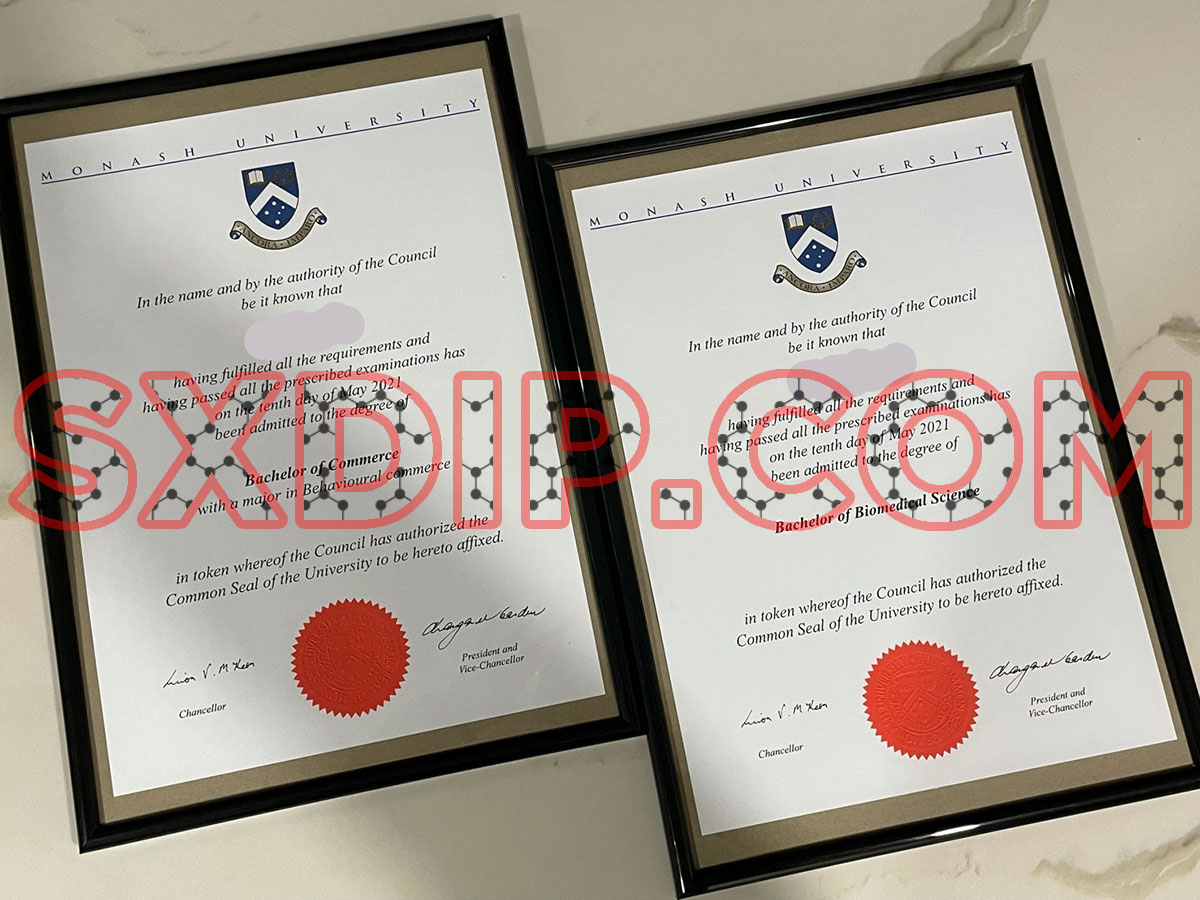 MONASH UNIVERSITY
ANCORA IMPARO
In the name and by the authority of the Council
be it known that
having fulfilled all the requirements and
having passed all the prescribed examinations has
on the tenth day of May 2021
been admitted to the degree of
Bachelor of Commerce
with a major in Behavioural commerce
in token whereof the Council has authorized the
Common Seal of the University to be hereto affixed.
Chancellor
President and
Vice-Chancellor
MONASH UNIVERSITY
ANCORA IMPARO
In the name and by the authority of the Council
be it known that
having fulfilled all the requirements and
having passed all the prescribed examinations has
on the tenth day of May 2021
been admitted to the degree of
Bachelor of Biomedical Science
in token whereof the Council has authorized the
Common Seal of the University to be hereto affixed.
Chancellor
President and
Vice-Chancellor
SXDIP.COM